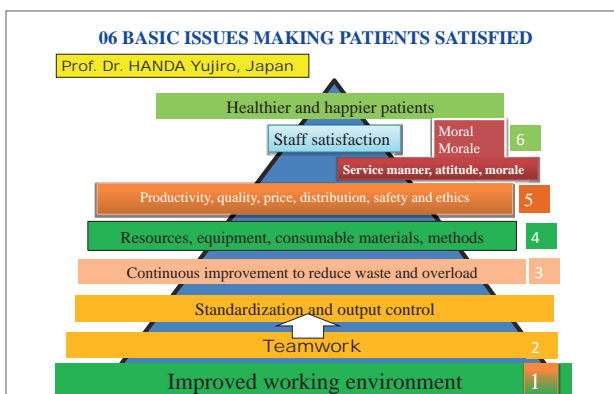 06 BASIC ISSUES MAKING PATIENTS SATISFIED
Prof. Dr. HANDA Yujiro, Japan
Healthier and happier patients
Staff satisfaction
Moral
Morale
6
Service manner, attitude, morale
Productivity, quality, price, distribution, safety and ethics
5
Resources, equipment, consumable materials, methods
4
Continuous improvement to reduce waste and overload
3
Standardization and output control
Teamwork
2
Improved working environment
1